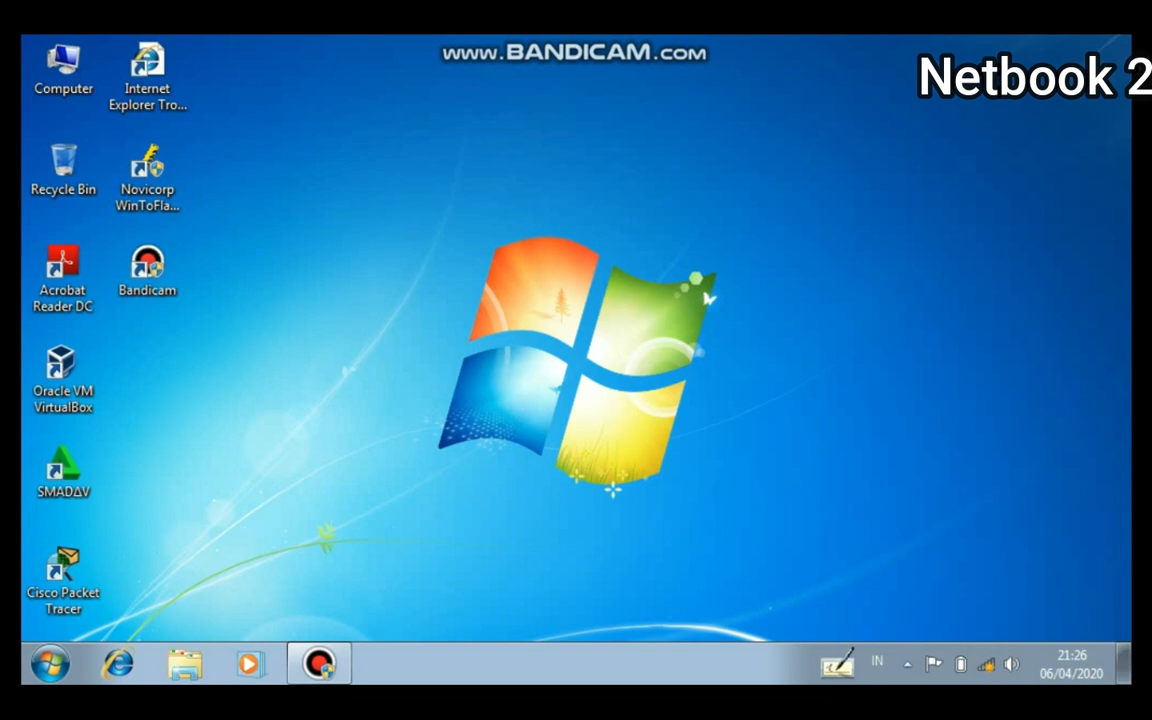 www.BANDICAM.com
Netbook 2
Computer
Internet
Explorer Tro...
Recycle Bin
Novicorp
WinToFla...
Acrobat
Reader DC
Bandicam
Oracle VM
VirtualBox
SMADΔV
Cisco Packet
Tracer
IN
21:26
06/04/2020